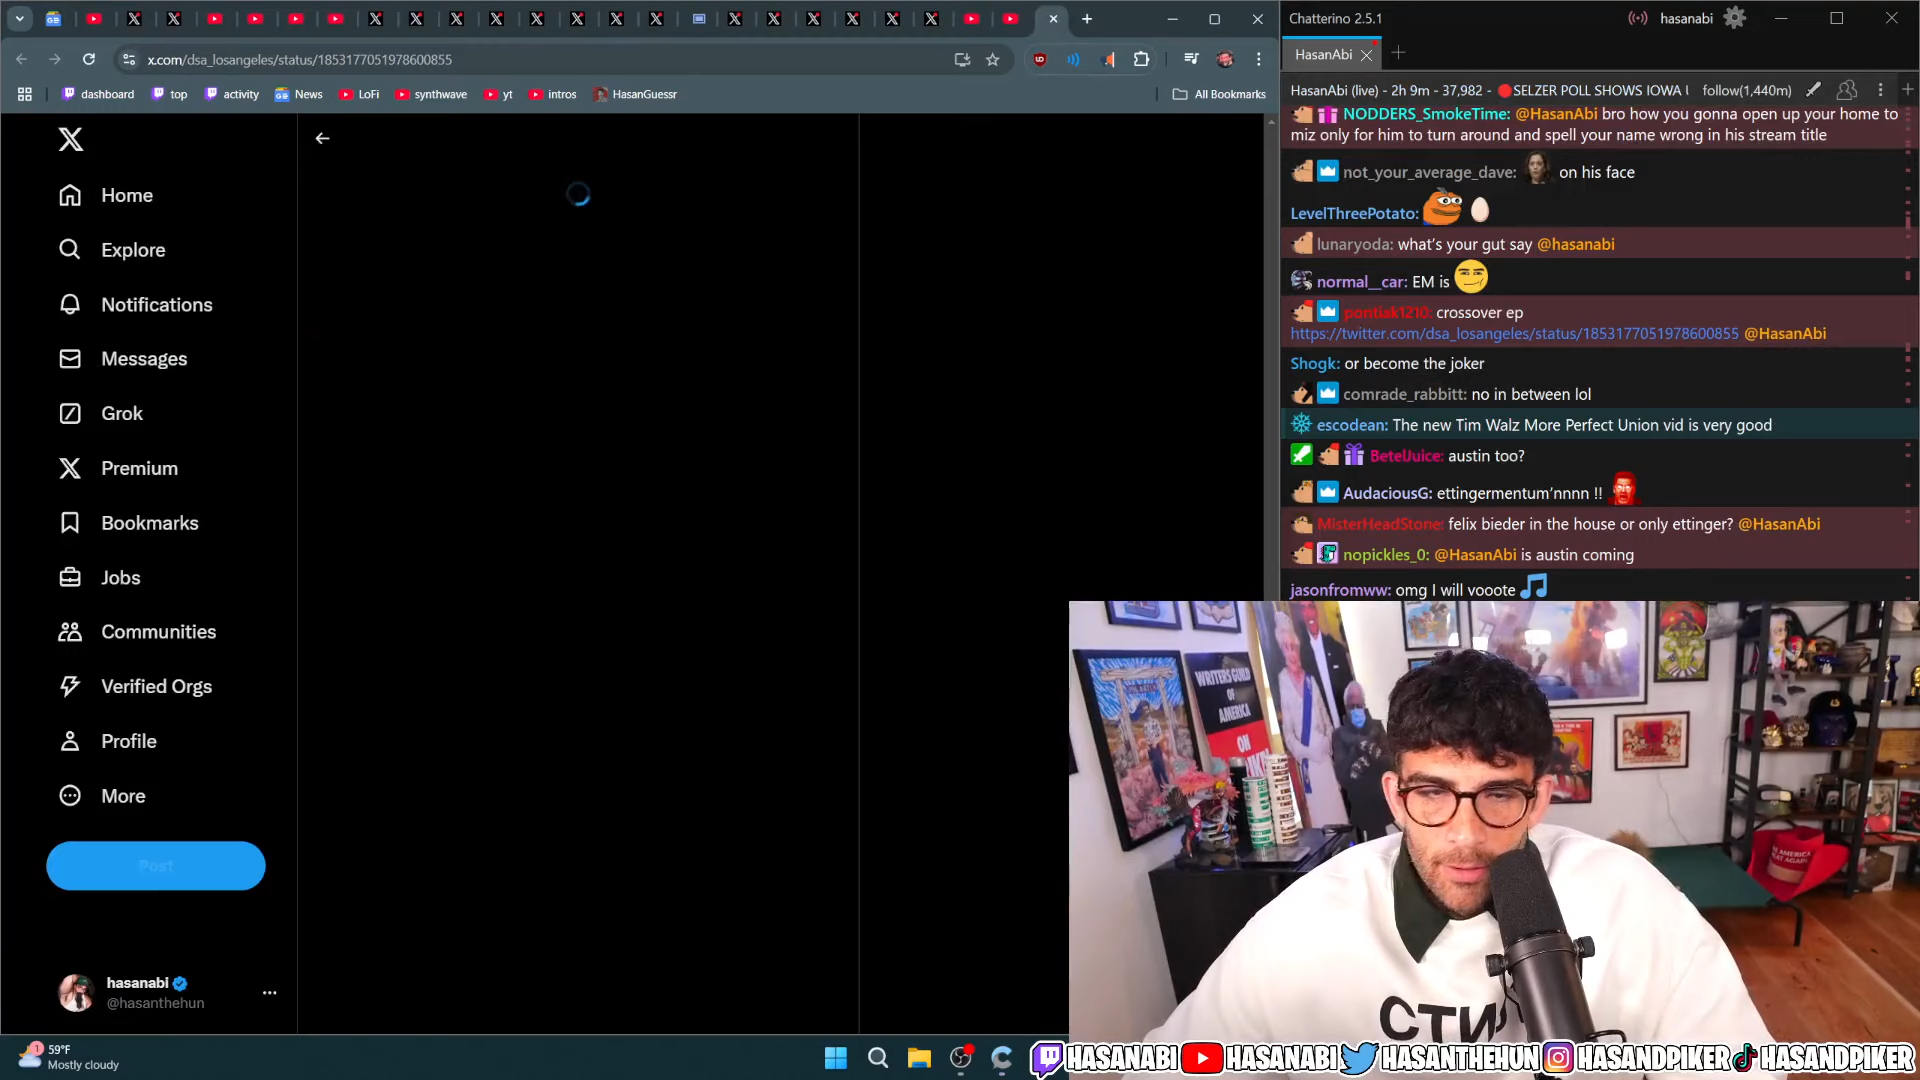 x.com/dsa_losangeles/status/1853177051978600855
dashboard
top
activity
News
LoFi
synthwave
yt
intros
HasanGuessr
All Bookmarks
Home
Explore
Notifications
Messages
Grok
Premium
Bookmarks
Jobs
Communities
Verified Orgs
Profile
More
Post
hasanabi
@hasanthehun
59°F
Mostly cloudy
Chatterino 2.5.1
hasanabi
HasanAbi
HasanAbi (live) - 2h 9m - 37,982 - 🔴SELZER POLL SHOWS IOWA
follow(1,440m)
NODDERS_SmokeTime: @HasanAbi bro how you gonna open up your home to
miz only for him to turn around and spell your name wrong in his stream title
not_your_average_dave: on his face
LevelThreePotato:
lunaryoda: what's your gut say @hasanabi
normal__car: EM is
pontiak1210: crossover ep
https://twitter.com/dsa_losangeles/status/1853177051978600855 @HasanAbi
Shogk: or become the joker
comrade_rabbitt: no in between lol
escodean: The new Tim Walz More Perfect Union vid is very good
BetelJuice: austin too?
AudaciousG: ettingermentum'nnnn !!
MisterHeadStone: felix bieder in the house or only ettinger? @HasanAbi
nopickles_0: @HasanAbi is austin coming
jasonfromww: omg I will vooote
WRITERS GUILD
OF
AMERICA
ON
СТИ
HASANABI
HASANABI
HASANTHEHUN
HASANDPIKER
HASANDPIKER